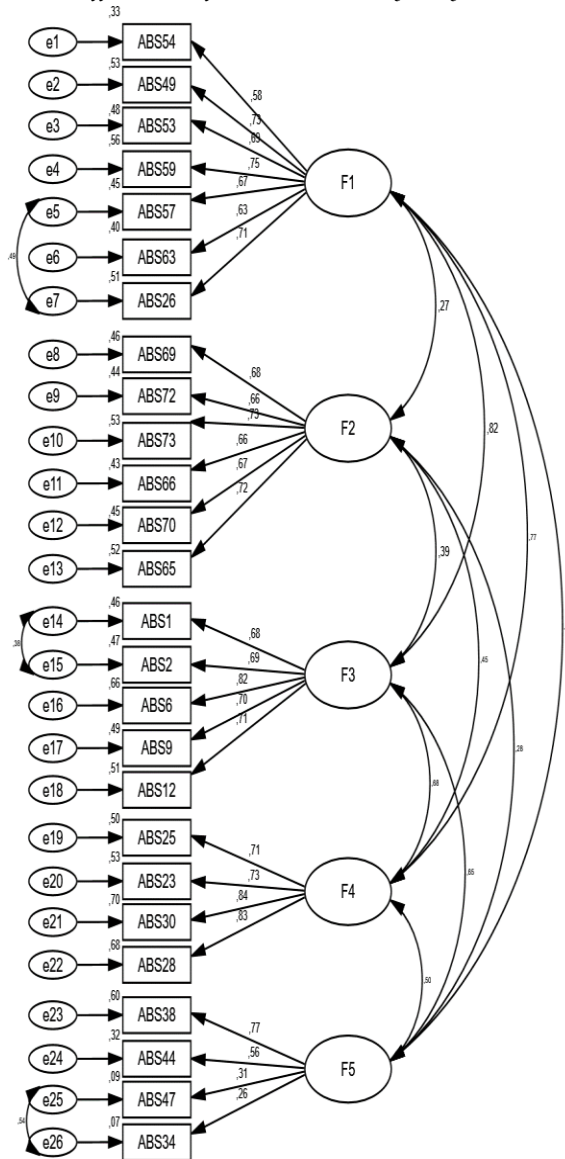 ,33
e1 ABS54
,58
,53
e2 ABS49
,73
,48
e3 ABS53
,69
,56
e4 ABS59
,75
,45
e5 ABS57
,67
,40
e6 ABS63
,63
,51
e7 ABS26
,71
,49
F1
,27
,46
e8 ABS69
,68
,44
e9 ABS72
,66
,53
e10 ABS73
,73
,43
e11 ABS66
,66
,45
e12 ABS70
,67
,52
e13 ABS65
,72
F2
,82
,77
,39
,46
e14 ABS1
,68
,47
e15 ABS2
,69
,66
e16 ABS6
,82
,49
e17 ABS9
,70
,51
e18 ABS12
,71
F3
,45
,28
,50
e19 ABS25
,71
,53
e20 ABS23
,73
,70
e21 ABS30
,84
,68
e22 ABS28
,83
F4
,50
,60
e23 ABS38
,77
,32
e24 ABS44
,56
,09
e25 ABS47
,31
,07
e26 ABS34
,26
,54
F5